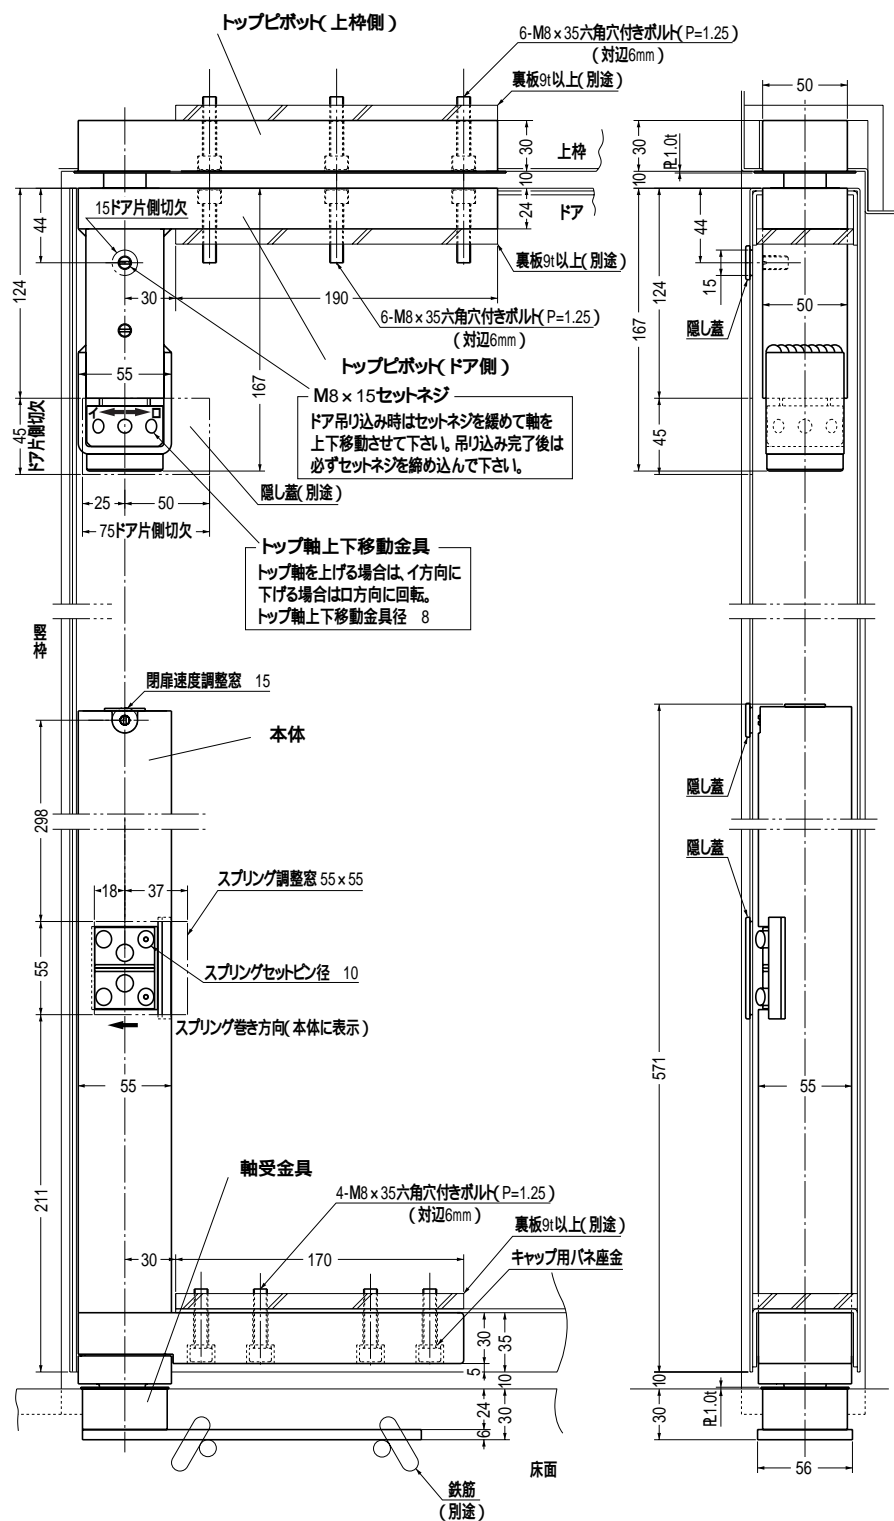 トップピボット(上枠側)
6-M8×35六角穴付きボルト(P=1.25)
(対辺6mm)
裏板9t以上(別途)
50
30
上枠
30
℄1.0t
10
10
15ドア片側切欠
24
ドア
44
44
裏板9t以上(別途)
124
30
190
15
124
50
6-M8×35六角穴付きボルト(P=1.25)
(対辺6mm)
隠し蓋
167
トップピボット(ドア側)
55
167
M8×15セットネジ
ドア吊り込み時はセットネジを緩めて軸を
上下移動させて下さい。吊り込み完了後は
必ずセットネジを締め込んで下さい。
イ
ロ
45
ドア片側切欠
45
25
50
隠し蓋(別途)
75ドア片側切欠
トップ軸上下移動金具
トップ軸を上げる場合は、イ方向に
下げる場合はロ方向に回転。
トップ軸上下移動金具径 8
竪枠
閉扉速度調整窓 15
本体
隠し蓋
298
隠し蓋
18
37
スプリング調整窓 55×55
55
スプリングセットピン径 10
スプリング巻き方向(本体に表示)
571
55
55
軸受金具
4-M8×35六角穴付きボルト(P=1.25)
(対辺6mm)
211
裏板9t以上(別途)
30
170
キャップ用バネ座金
30
35
5
10
10
24
30
6
30
℄1.0t
床面
56
鉄筋
(別途)